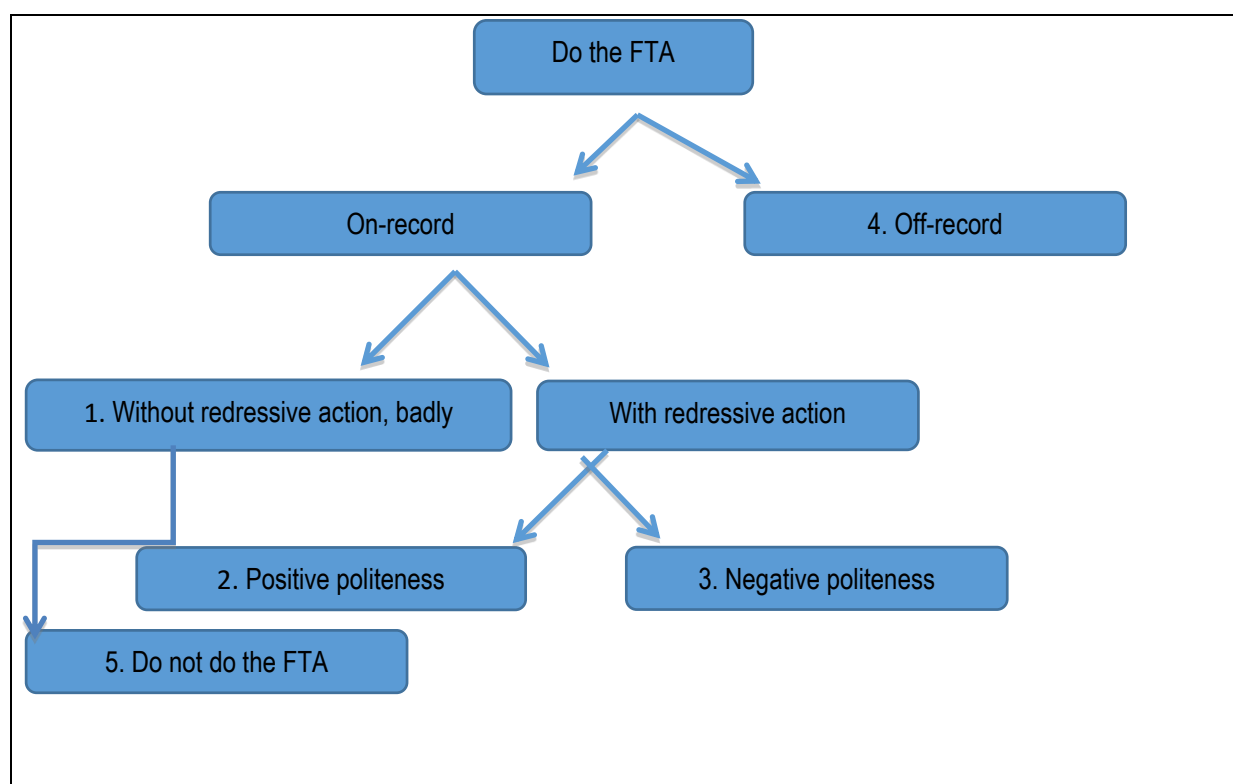 Do the FTA
On-record
4. Off-record
1. Without redressive action, badly
With redressive action
2. Positive politeness
3. Negative politeness
5. Do not do the FTA